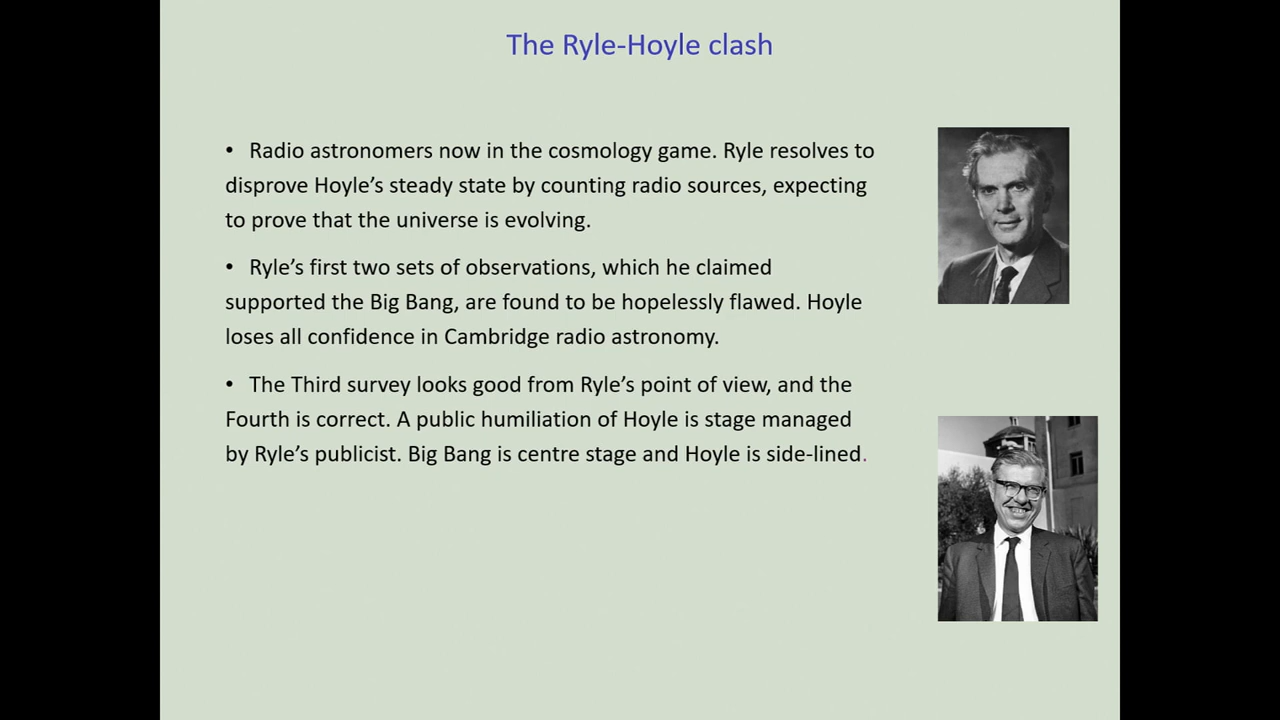 The Ryle-Hoyle clash
• Radio astronomers now in the cosmology game. Ryle resolves to
disprove Hoyle’s steady state by counting radio sources, expecting
to prove that the universe is evolving.
• Ryle’s first two sets of observations, which he claimed
supported the Big Bang, are found to be hopelessly flawed. Hoyle
loses all confidence in Cambridge radio astronomy.
• The Third survey looks good from Ryle’s point of view, and the
Fourth is correct. A public humiliation of Hoyle is stage managed
by Ryle’s publicist. Big Bang is centre stage and Hoyle is side-lined.